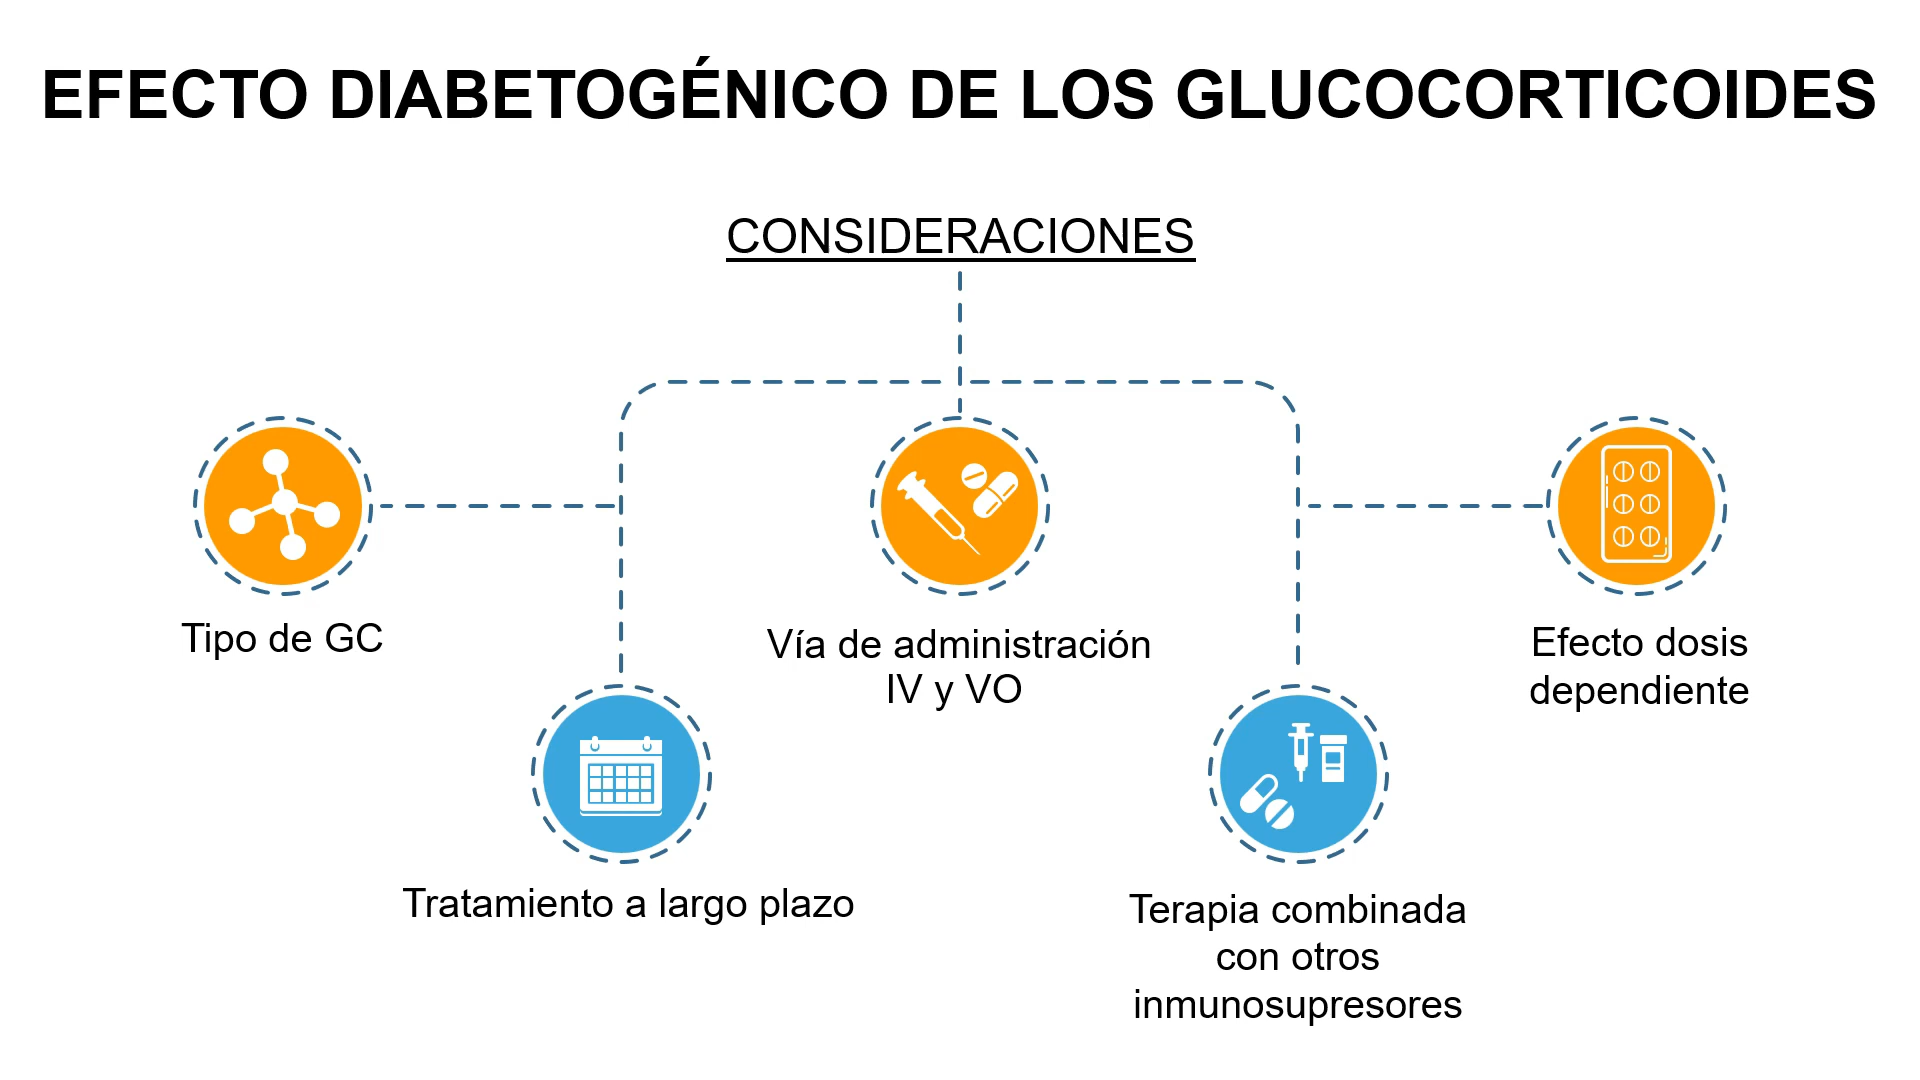 EFECTO DIABETOGÉNICO DE LOS GLUCOCORTICOIDES
CONSIDERACIONES
Tipo de GC
Vía de administración
IV y VO
Efecto dosis
dependiente
Tratamiento a largo plazo
Terapia combinada
con otros
inmunosupresores